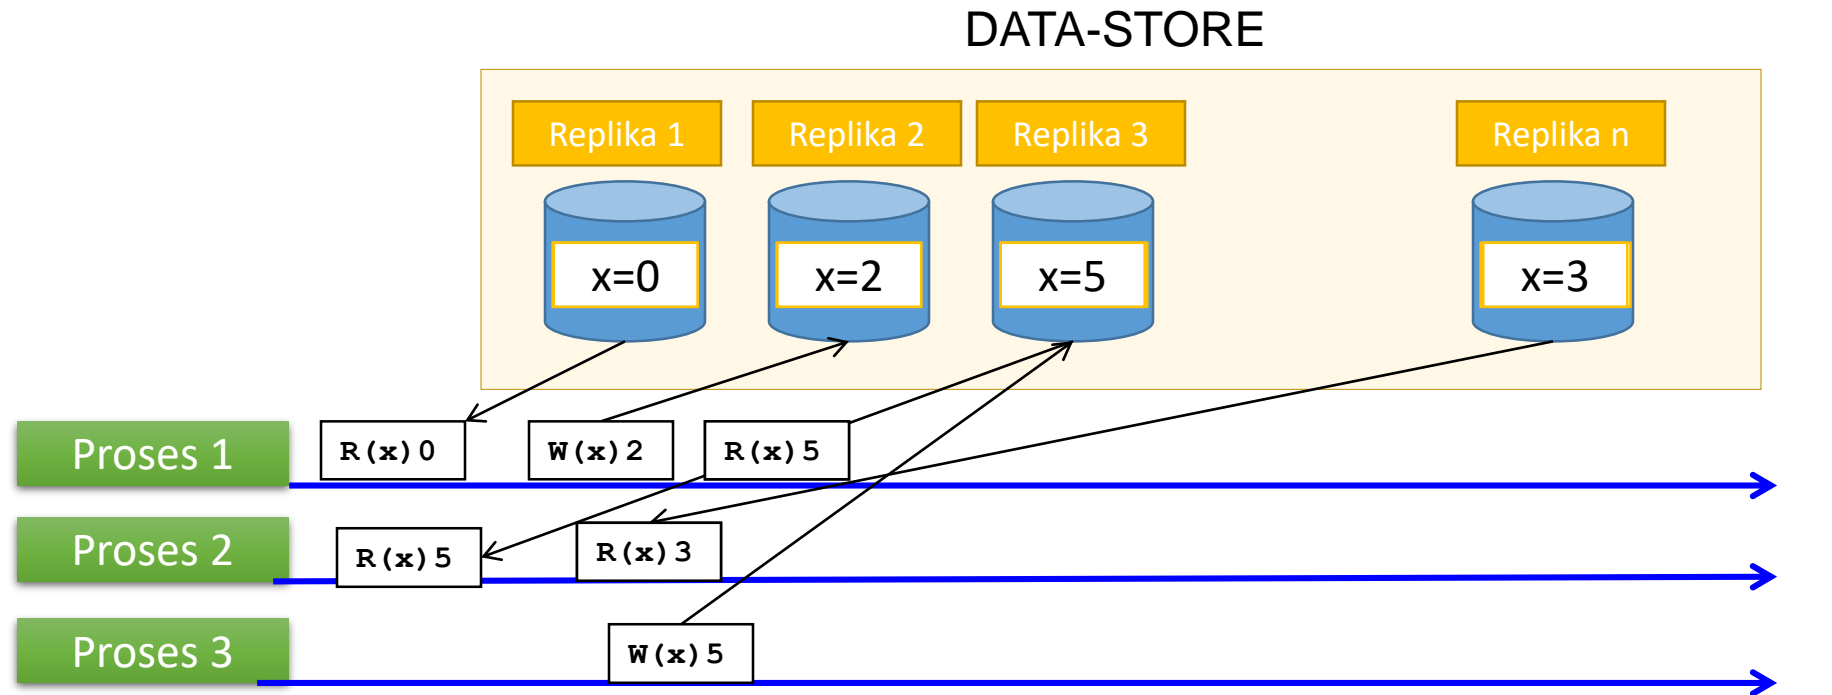 DATA-STORE
Replika 1 Replika 2 Replika 3 Replika n
x=0 x=2 x=5 x=3
Proses 1 R(x)0 W(x)2 R(x)5
Proses 2 R(x)5 R(x)3
Proses 3 W(x)5